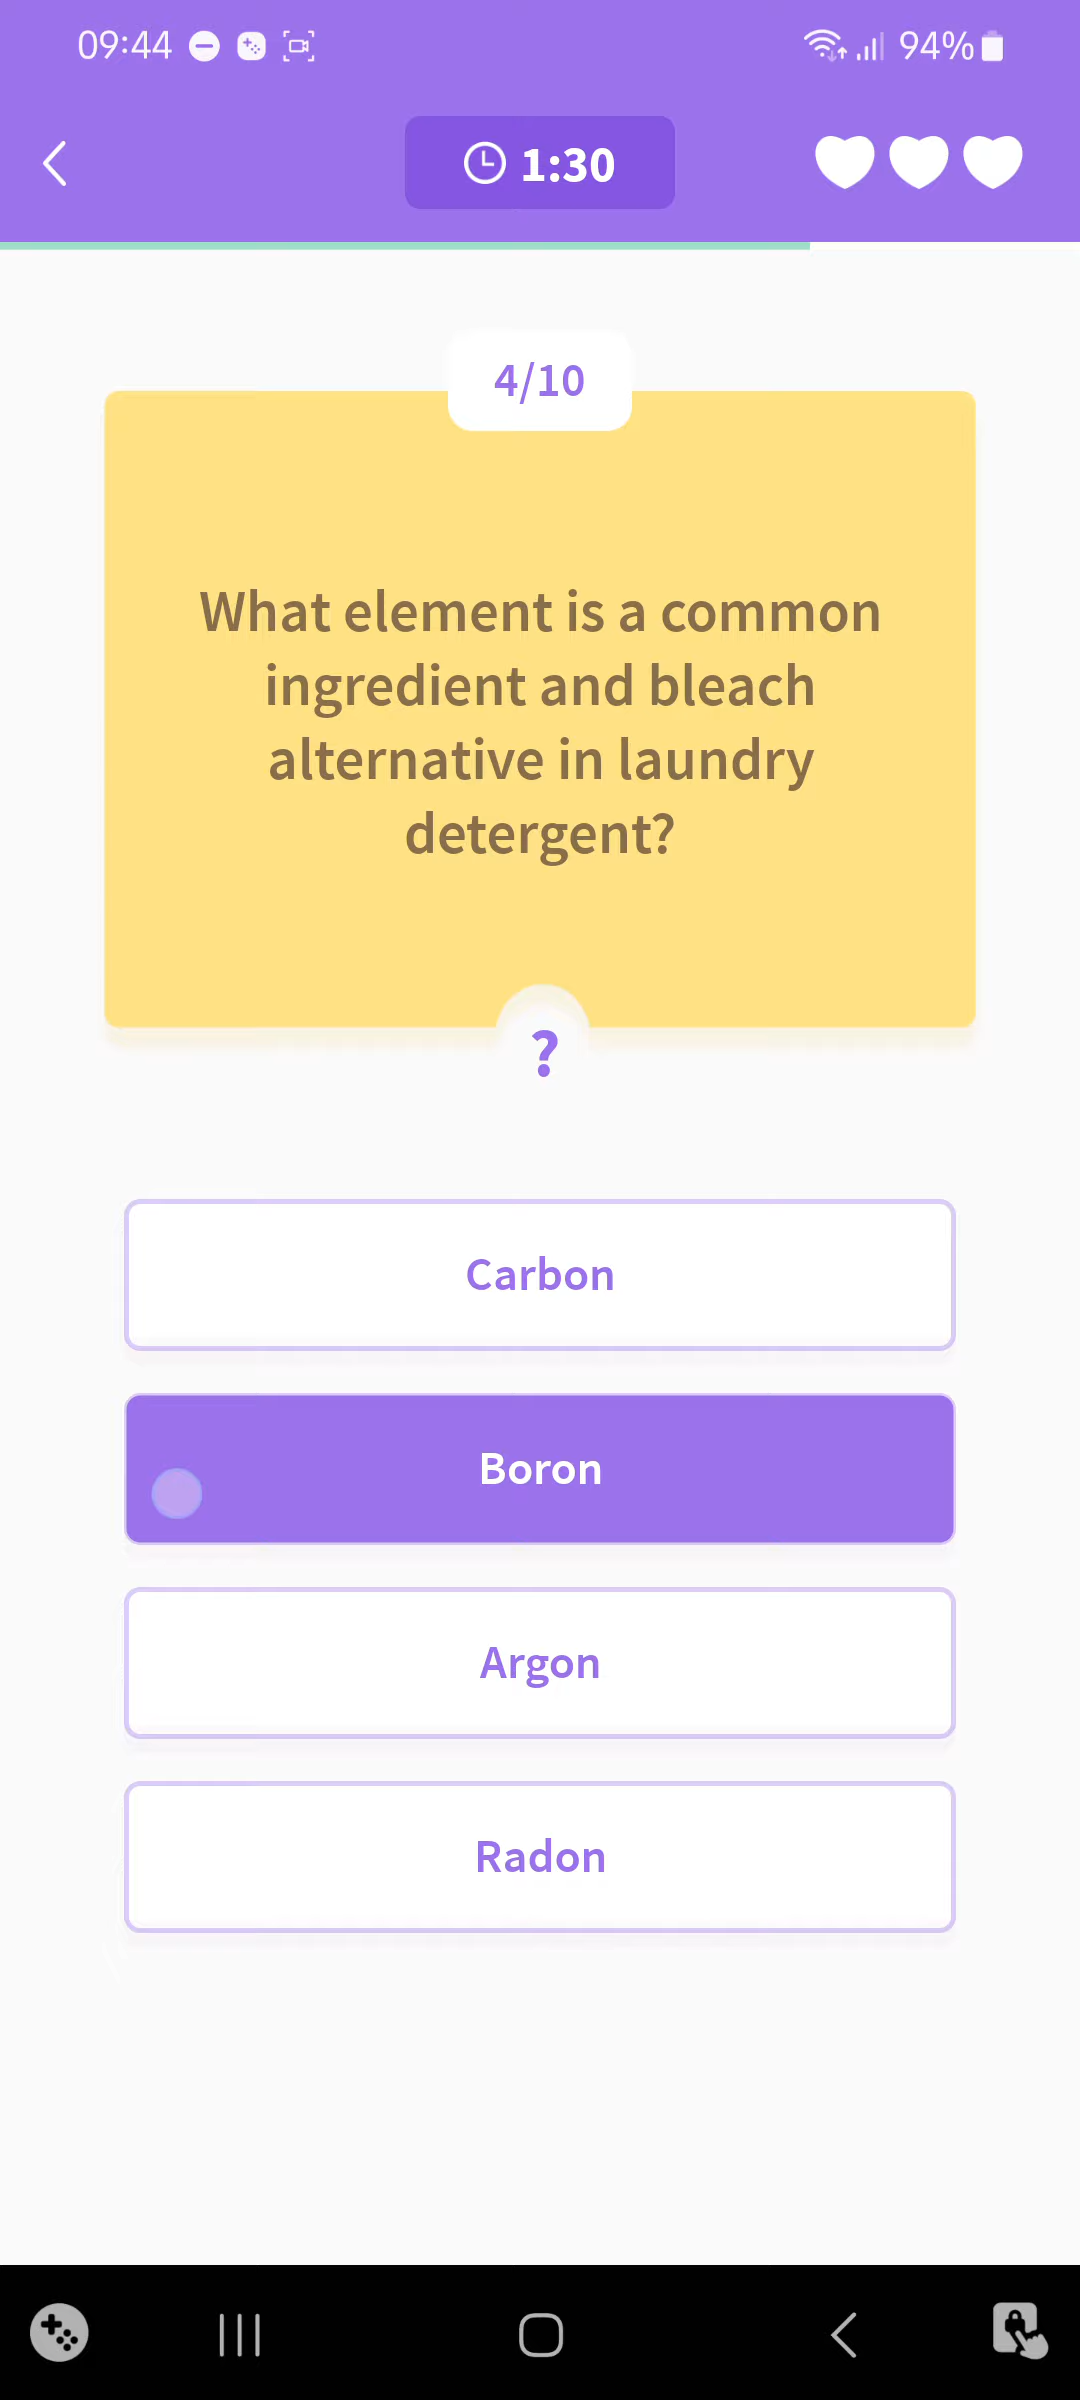 09:44
94%
1:30
4/10
What element is a common
ingredient and bleach
alternative in laundry
detergent?
?
Carbon
Boron
Argon
Radon